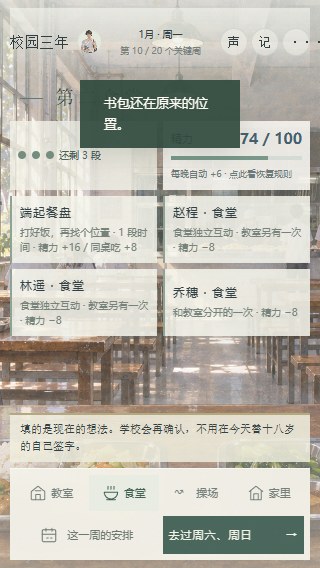 校园三年
1月 · 周一
第 10 / 20 个关键周
声
记
···
第
书包还在原来的位
置。
还剩 3 段
精力
74 / 100
每晚自动 +6 · 点此看恢复规则
端起餐盘
打好饭，再找个位置 · 1 段时
间 · 精力 +16 / 同桌吃 +8
赵程 · 食堂
食堂独立互动 · 教室另有一次
· 精力 −8
林遥 · 食堂
食堂独立互动 · 教室另有一次
· 精力 −8
乔穗 · 食堂
和教室分开的一次 · 精力 −8
填的是现在的想法。学校会再确认，不用在今天替十八岁
的自己签字。
教室
食堂
操场
家里
这一周的安排
去过周六、周日 →